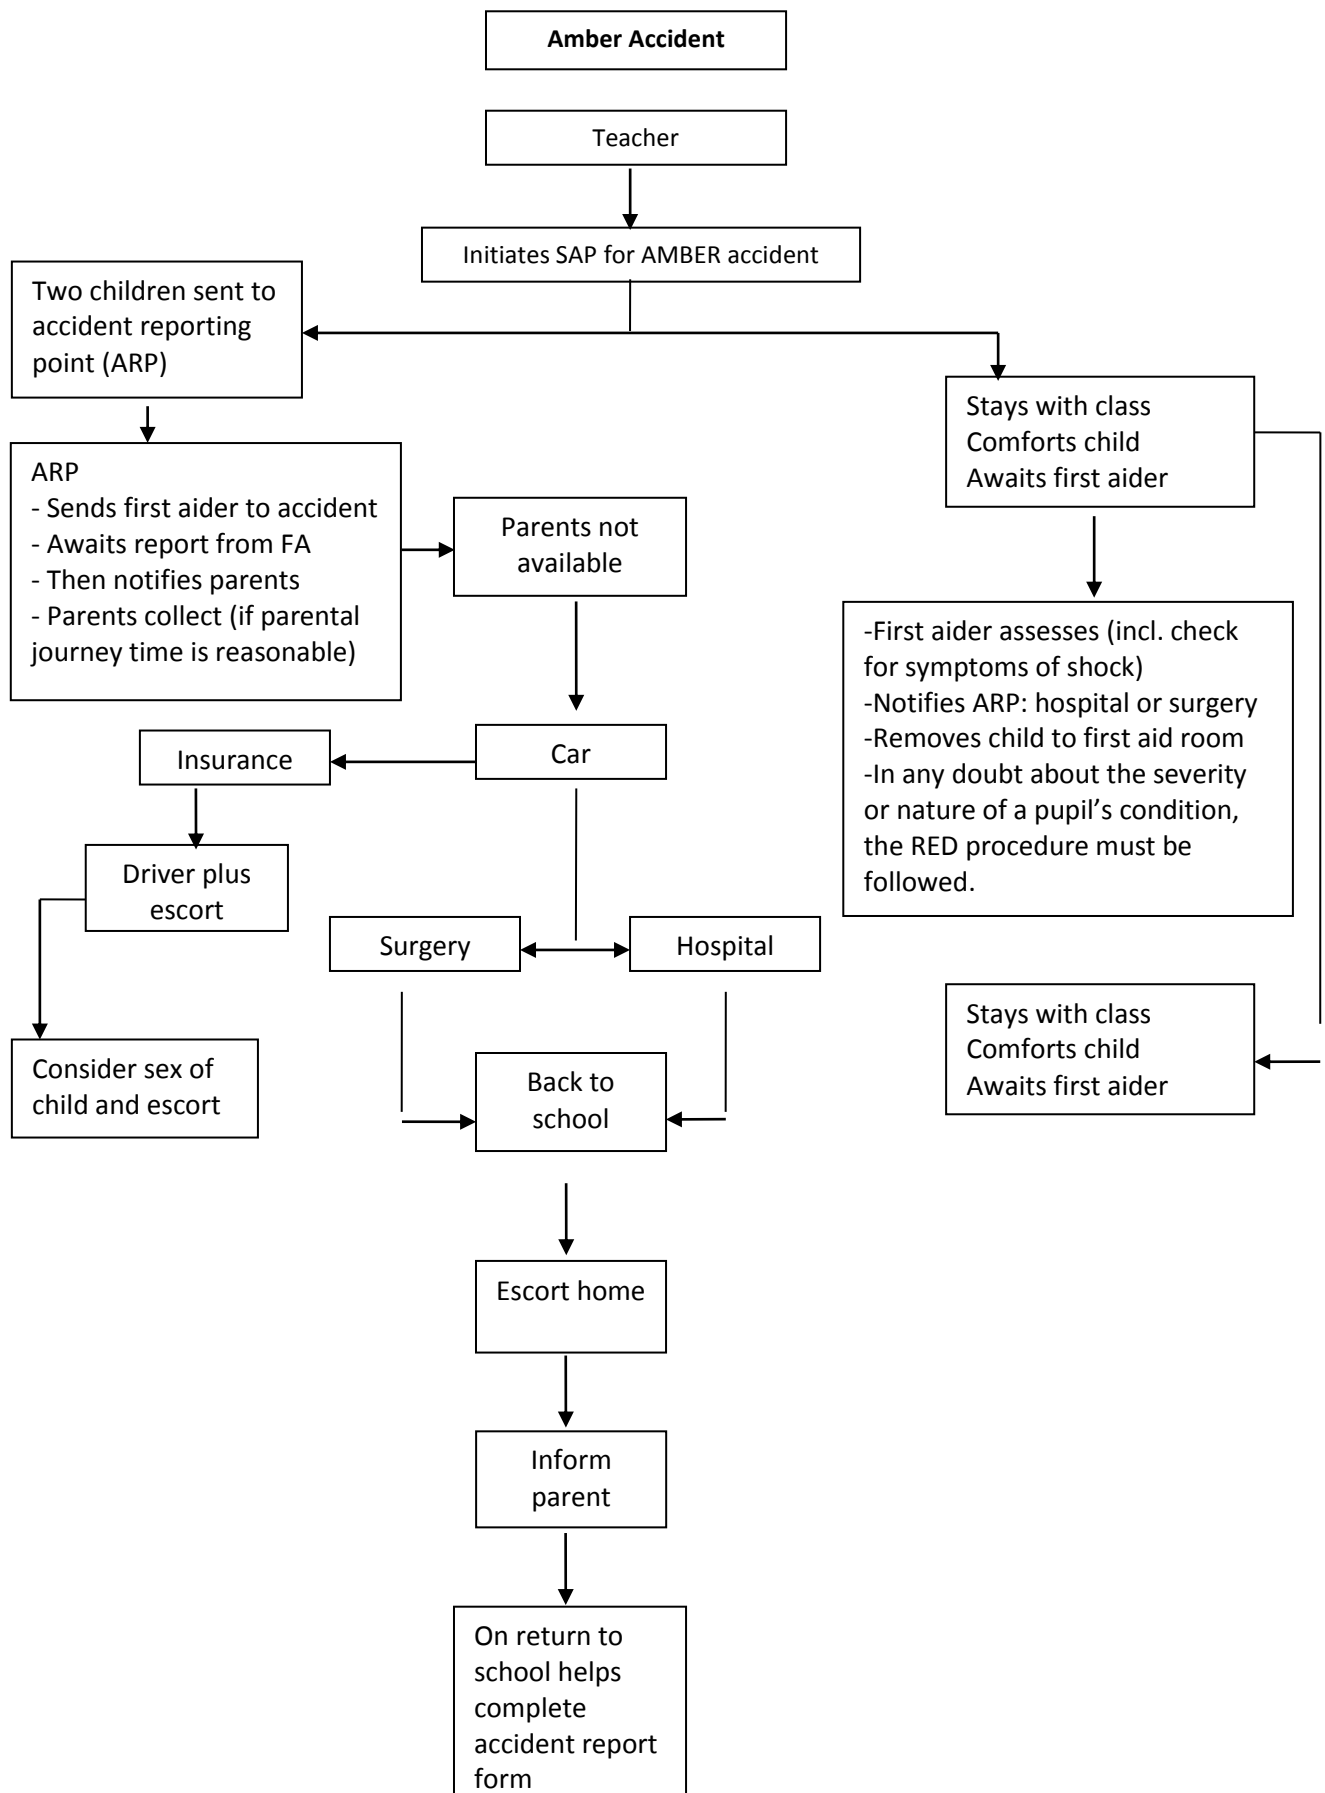 Amber Accident
Teacher
Initiates SAP for AMBER accident
Two children sent to
accident reporting
point (ARP)
Stays with class
Comforts child
Awaits first aider
ARP
- Sends first aider to accident
- Awaits report from FA
- Then notifies parents
- Parents collect (if parental
journey time is reasonable)
Parents not
available
-First aider assesses (incl. check
for symptoms of shock)
-Notifies ARP: hospital or surgery
-Removes child to first aid room
-In any doubt about the severity
or nature of a pupil’s condition,
the RED procedure must be
followed.
Insurance
Car
Driver plus
escort
Surgery
Hospital
Consider sex of
child and escort
Back to
school
Stays with class
Comforts child
Awaits first aider
Escort home
Inform
parent
On return to
school helps
complete
accident report
form